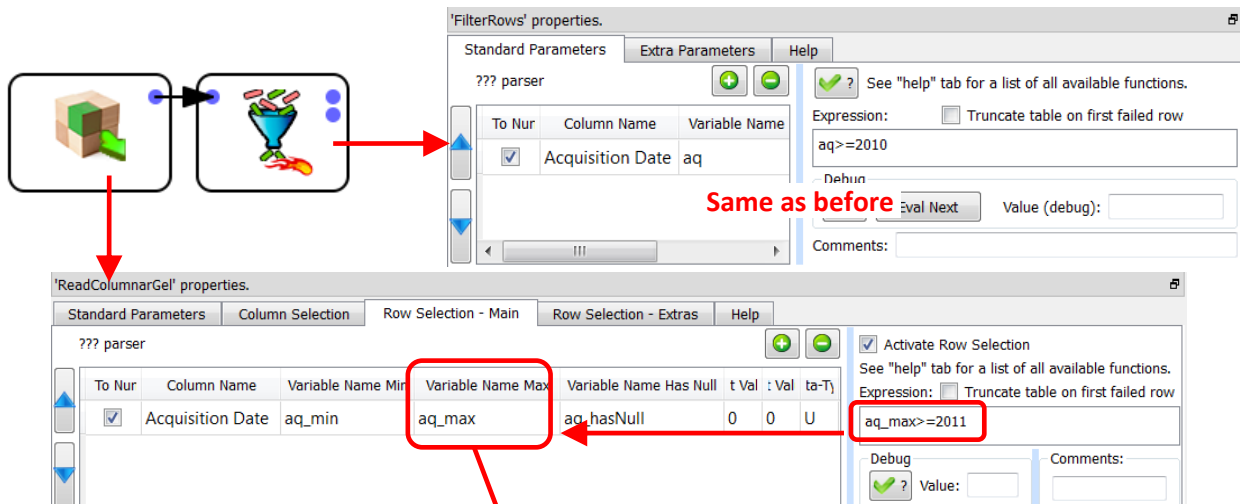 'FilterRows' properties.
Standard Parameters Extra Parameters Help
??? parser
? See "help" tab for a list of all available functions.
Expression: Truncate table on first failed row
To Nur Column Name Variable Name
Acquisition Date aq
aq>=2010
Debug
Same as before
Eval Next Value (debug):
Comments:
'ReadColumnarGel' properties.
Standard Parameters Column Selection Row Selection - Main Row Selection - Extras Help
??? parser
Activate Row Selection
See "help" tab for a list of all available functions.
Expression: Truncate table on first failed row
To Nur Column Name Variable Name Min Variable Name Max Variable Name Has Null t Val : Val ta-Ty
Acquisition Date aq_min aq_max aq_hasNull 0 0 U
aq_max>=2011
Debug Comments:
? Value: